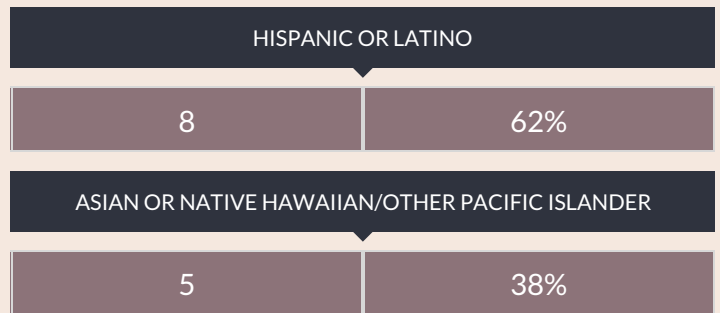 HISPANIC OR LATINO
8 62%
ASIAN OR NATIVE HAWAIIAN/OTHER PACIFIC ISLANDER
5 38%